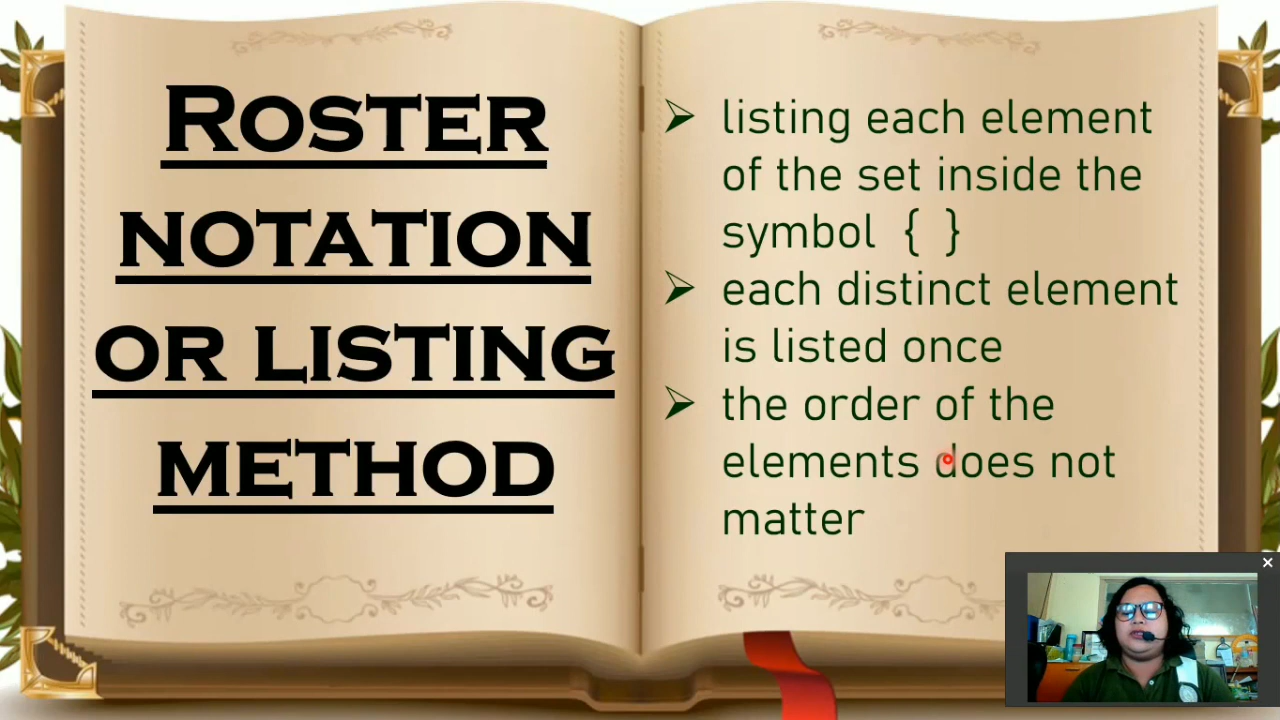 ROSTER
NOTATION
OR LISTING
METHOD
➢ listing each element
of the set inside the
symbol { }
➢ each distinct element
is listed once
➢ the order of the
elements does not
matter